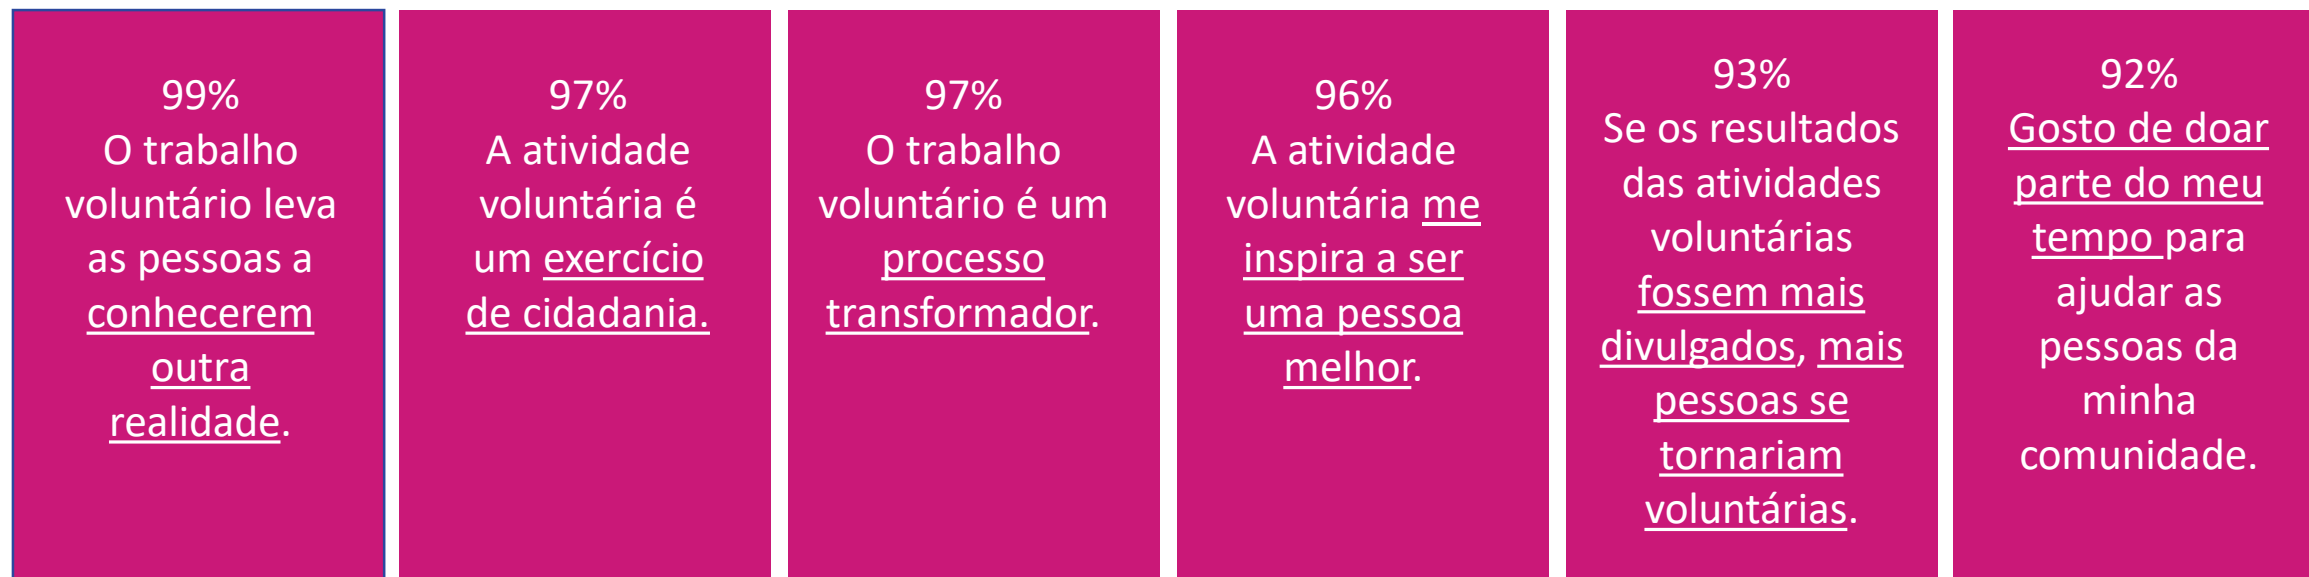 99%
O trabalho
voluntário leva
as pessoas a
conhecerem
outra
realidade.
97%
A atividade
voluntária é
um exercício
de cidadania.
97%
O trabalho
voluntário é um
processo
transformador.
96%
A atividade
voluntária me
inspira a ser
uma pessoa
melhor.
93%
Se os resultados
das atividades
voluntárias
fossem mais
divulgados, mais
pessoas se
tornariam
voluntárias.
92%
Gosto de doar
parte do meu
tempo para
ajudar as
pessoas da
minha
comunidade.